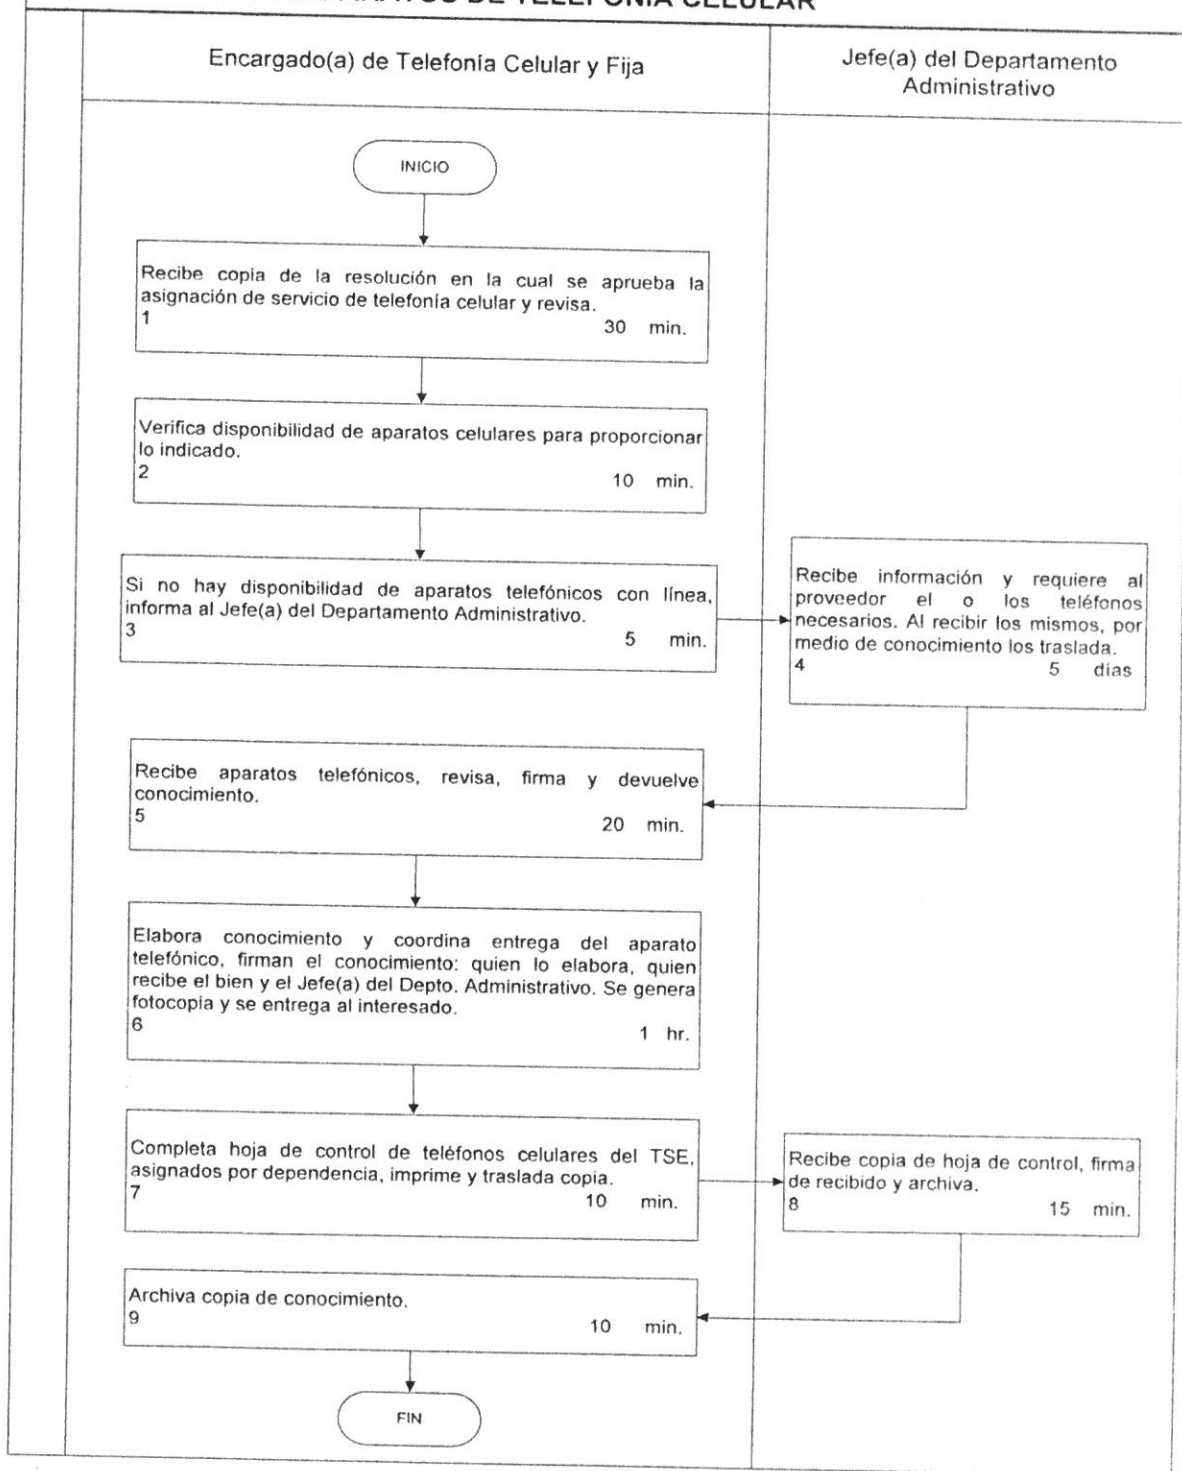 DE TELEFONÍA CELULAR
Encargado(a) de Telefonía Celular y Fija
Jefe(a) del Departamento
Administrativo
INICIO
Recibe copia de la resolución en la cual se aprueba la
asignación de servicio de telefonía celular y revisa.
1 30 min.
Verifica disponibilidad de aparatos celulares para proporcionar
lo indicado.
2 10 min.
Si no hay disponibilidad de aparatos telefónicos con línea,
informa al Jefe(a) del Departamento Administrativo.
3 5 min.
Recibe información y requiere al
proveedor el o los teléfonos
necesarios. Al recibir los mismos, por
medio de conocimiento los traslada.
4 5 días
Recibe aparatos telefónicos, revisa, firma y devuelve
conocimiento.
5 20 min.
Elabora conocimiento y coordina entrega del aparato
telefónico, firman el conocimiento: quien lo elabora, quien
recibe el bien y el Jefe(a) del Depto. Administrativo. Se genera
fotocopia y se entrega al interesado.
6 1 hr.
Completa hoja de control de teléfonos celulares del TSE,
asignados por dependencia, imprime y traslada copia.
7 10 min.
Recibe copia de hoja de control, firma
de recibido y archiva.
8 15 min.
Archiva copia de conocimiento.
9 10 min.
FIN